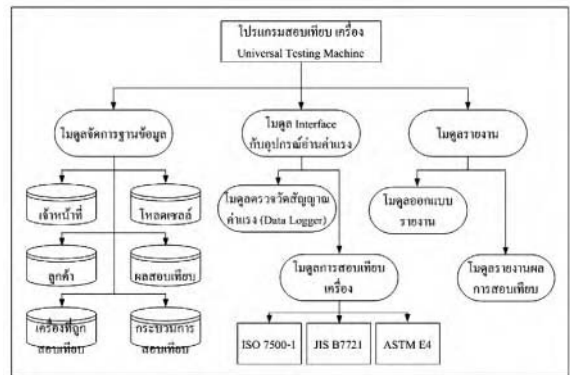 โปรแกรมสอบเทียบ เครื่อง
Universal Testing Machine
โมดูลจัดการฐานข้อมูล
โมดูล Interface
กับอุปกรณ์อ่านค่าแรง
โมดูลรายงาน
เจ้าหน้าที่
โหลดเซลล์
ลูกค้า
ผลสอบเทียบ
เครื่องที่ถูก
สอบเทียบ
กระบวนการ
สอบเทียบ
โมดูลตรวจวัดสัญญาณ
ค่าแรง (Data Logger)
โมดูลการสอบเทียบ
เครื่อง
ISO 7500-1
JIS B7721
ASTM E4
โมดูลออกแบบ
รายงาน
โมดูลรายงานผล
การสอบเทียบ